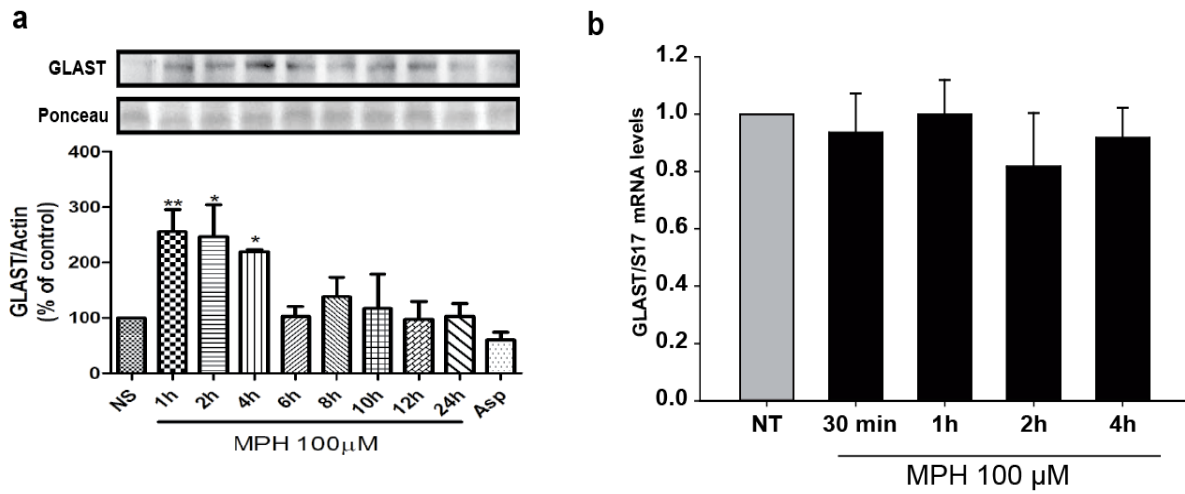 a
GLAST
Ponceau
GLAST/Actin
(% of control)
400
300
200
100
0
** * *
NS 1h 2h 4h 6h 8h 10h 12h 24h Asp
MPH 100μM
b
GLAST/S17 mRNA levels
1.2
1.0
0.8
0.6
0.4
0.2
0.0
NT 30 min 1h 2h 4h
MPH 100 μM